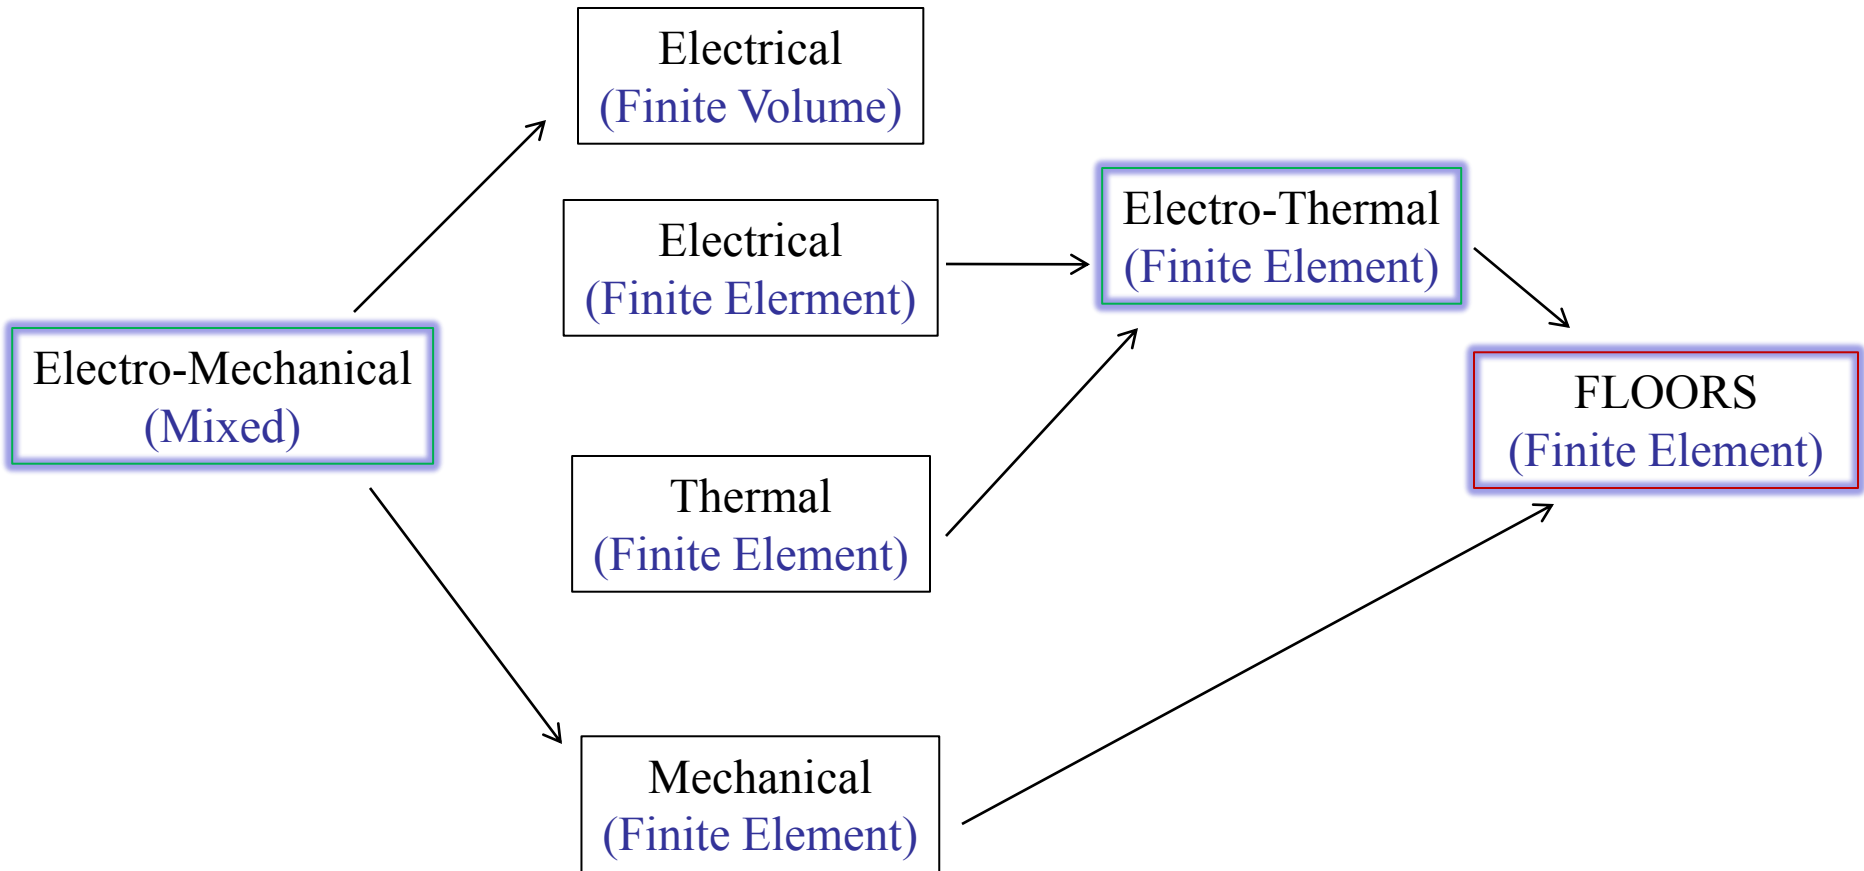 Electrical
(Finite Volume)
Electrical
(Finite Elerment)
Electro-Thermal
(Finite Element)
Electro-Mechanical
(Mixed)
FLOORS
(Finite Element)
Thermal
(Finite Element)
Mechanical
(Finite Element)